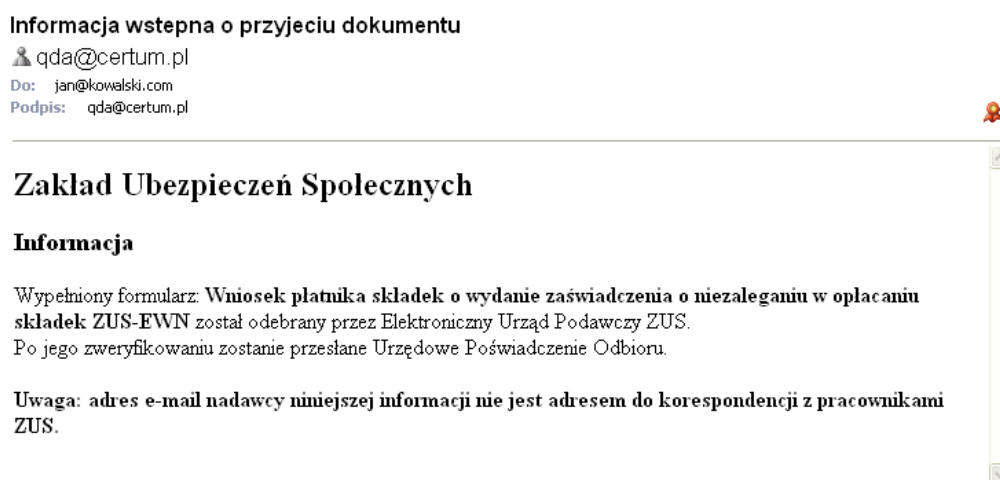 Informacja wstepna o przyjeciu dokumentu
qda@certum.pl
Do: jan@kowalski.com
Podpis: qda@certum.pl
Zakład Ubezpieczeń Społecznych
Informacja
Wypełniony formularz: Wniosek płatnika składek o wydanie zaświadczenia o niezaleganiu w opłacaniu
składek ZUS-EWN został odebrany przez Elektroniczny Urząd Podawczy ZUS.
Po jego zweryfikowaniu zostanie przesłane Urzędowe Poświadczenie Odbioru.
Uwaga: adres e-mail nadawcy niniejszej informacji nie jest adresem do korespondencji z pracownikami
ZUS.